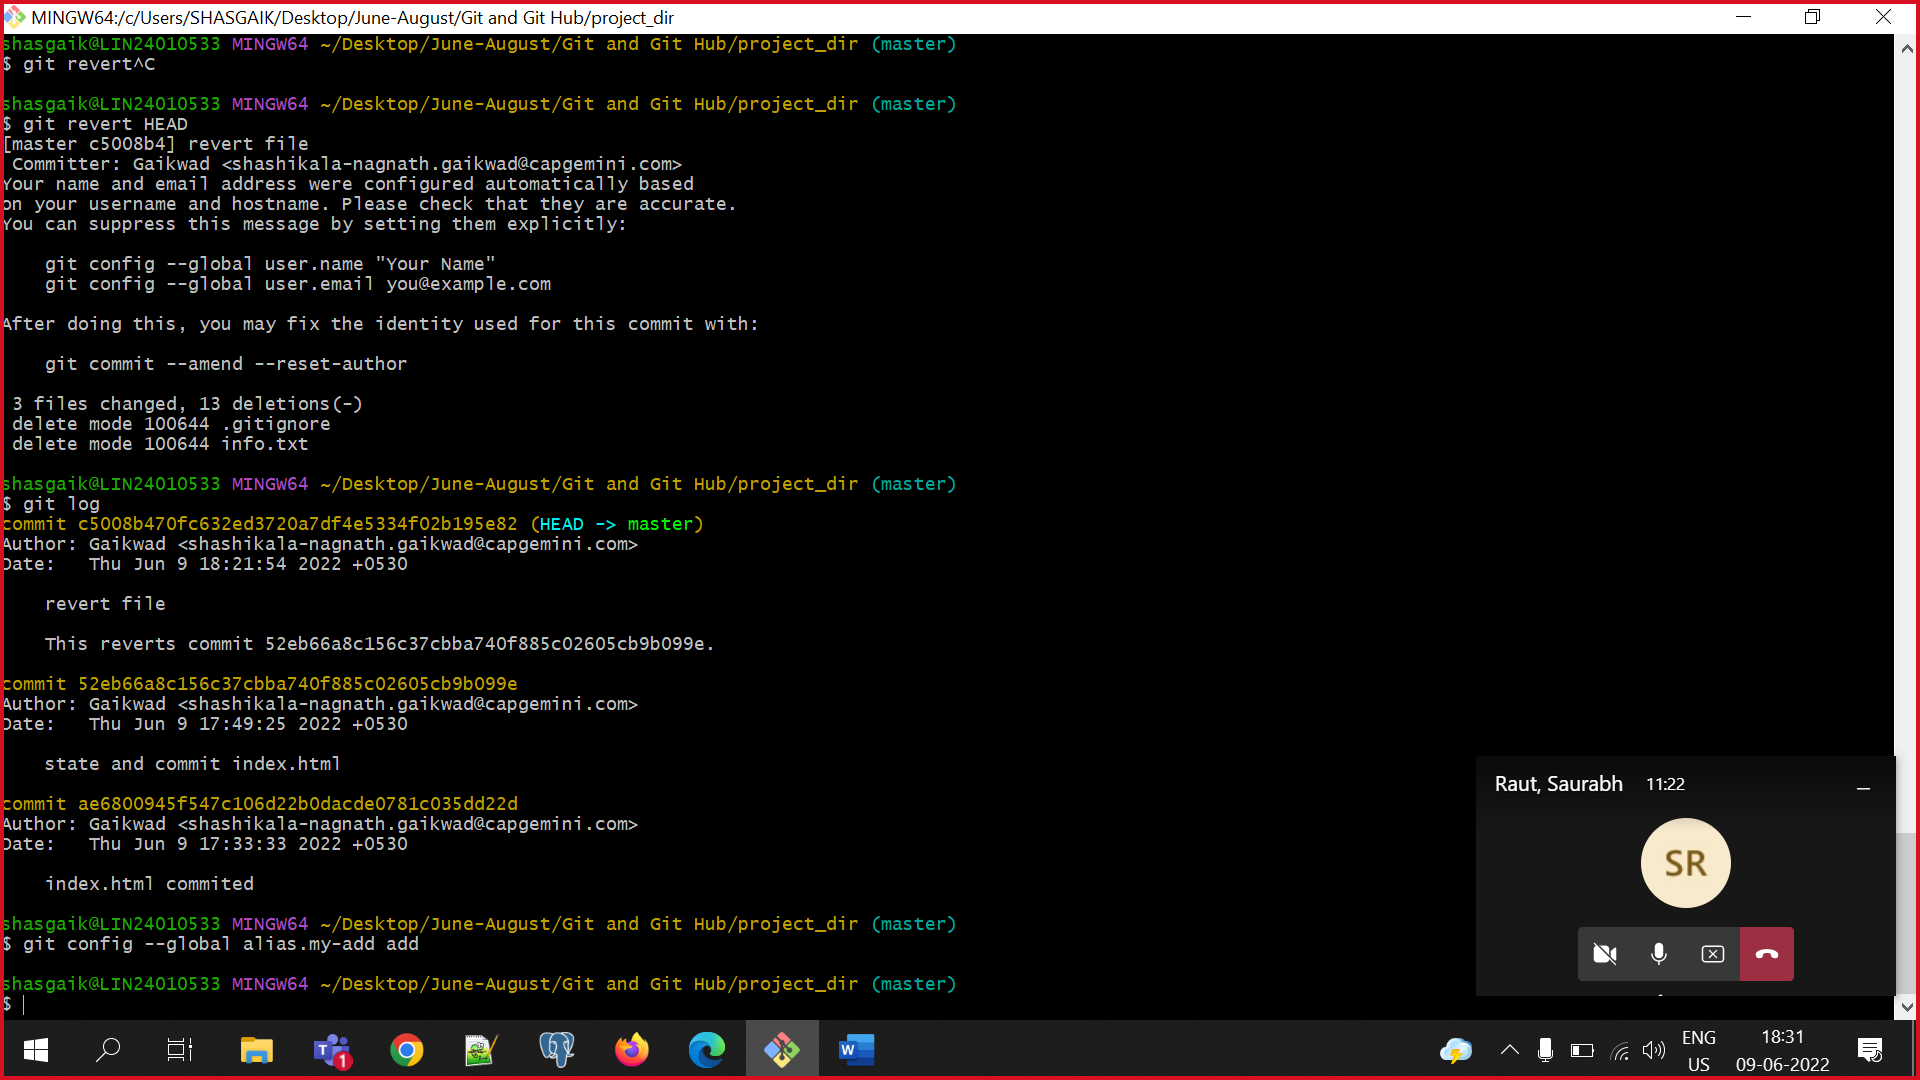 MINGW64:/c/Users/SHASGAIK/Desktop/June-August/Git and Git Hub/project_dir
shasgaik@LIN24010533 MINGW64 ~/Desktop/June-August/Git and Git Hub/project_dir (master)
$ git revert^C
shasgaik@LIN24010533 MINGW64 ~/Desktop/June-August/Git and Git Hub/project_dir (master)
$ git revert HEAD
[master c5008b4] revert file
Committer: Gaikwad <shashikala-nagnath.gaikwad@capgemini.com>
Your name and email address were configured automatically based
on your username and hostname. Please check that they are accurate.
You can suppress this message by setting them explicitly:
git config --global user.name "Your Name"
git config --global user.email you@example.com
After doing this, you may fix the identity used for this commit with:
git commit --amend --reset-author
3 files changed, 13 deletions(-)
delete mode 100644 .gitignore
delete mode 100644 info.txt
shasgaik@LIN24010533 MINGW64 ~/Desktop/June-August/Git and Git Hub/project_dir (master)
$ git log
commit c5008b470fc632ed3720a7df4e5334f02b195e82 (HEAD -> master)
Author: Gaikwad <shashikala-nagnath.gaikwad@capgemini.com>
Date:   Thu Jun 9 18:21:54 2022 +0530
revert file
This reverts commit 52eb66a8c156c37cbba740f885c02605cb9b099e.
commit 52eb66a8c156c37cbba740f885c02605cb9b099e
Author: Gaikwad <shashikala-nagnath.gaikwad@capgemini.com>
Date:   Thu Jun 9 17:49:25 2022 +0530
state and commit index.html
commit ae6800945f547c106d22b0dacde0781c035dd22d
Author: Gaikwad <shashikala-nagnath.gaikwad@capgemini.com>
Date:   Thu Jun 9 17:33:33 2022 +0530
index.html commited
shasgaik@LIN24010533 MINGW64 ~/Desktop/June-August/Git and Git Hub/project_dir (master)
$ git config --global alias.my-add add
shasgaik@LIN24010533 MINGW64 ~/Desktop/June-August/Git and Git Hub/project_dir (master)
$
Raut, Saurabh 11:22
SR
T 1
W
ENG
US
18:31
09-06-2022